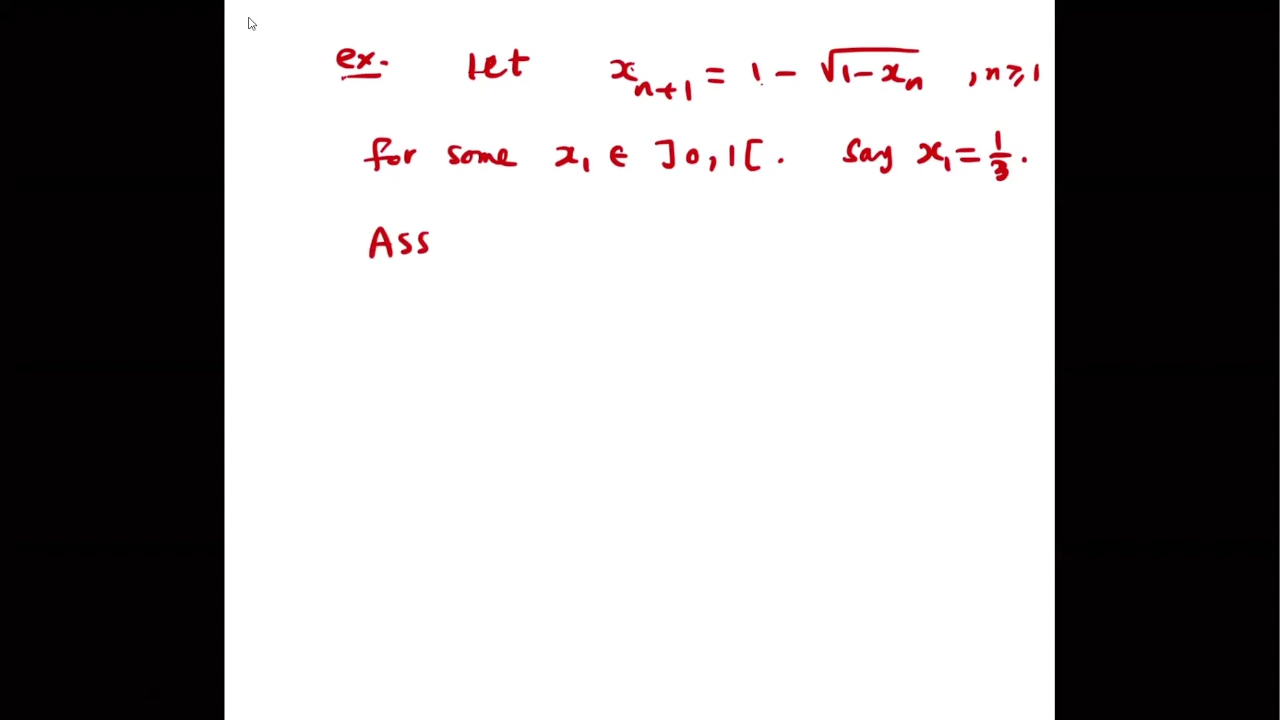 ex. Let x_{n+1} = 1 - √(1-x_n) , n ≥ 1
for some x_1 ∈ ]0,1[. Say x_1 = 1/3.
Ass